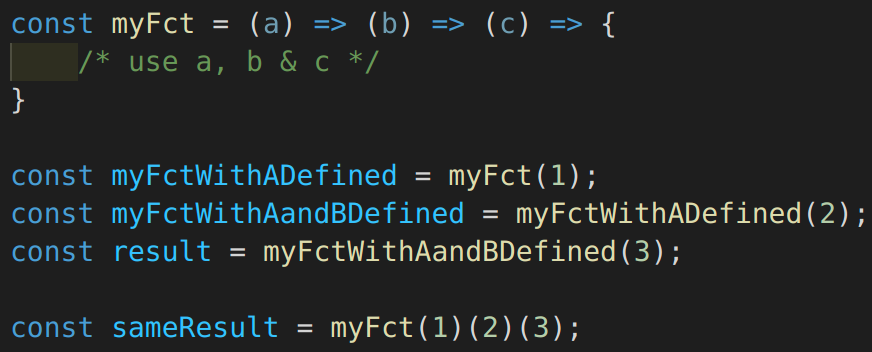 const myFct = (a) => (b) => (c) => {
    /* use a, b & c */
}
const myFctWithADefined = myFct(1);
const myFctWithAandBDefined = myFctWithADefined(2);
const result = myFctWithAandBDefined(3);
const sameResult = myFct(1)(2)(3);